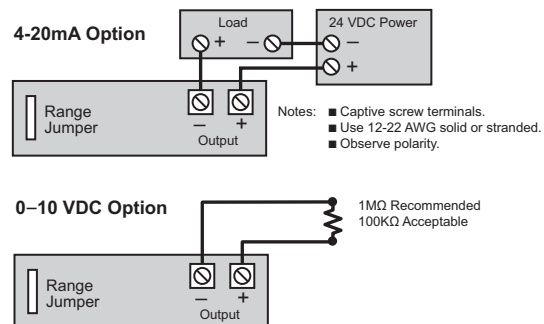 4-20mA Option
Load
+ −
24 VDC Power
−
+
Range
Jumper
− +
Output
Notes: ■ Captive screw terminals.
■ Use 12-22 AWG solid or stranded.
■ Observe polarity.
0−10 VDC Option
1MΩ Recommended
100KΩ Acceptable
Range
Jumper
− +
Output